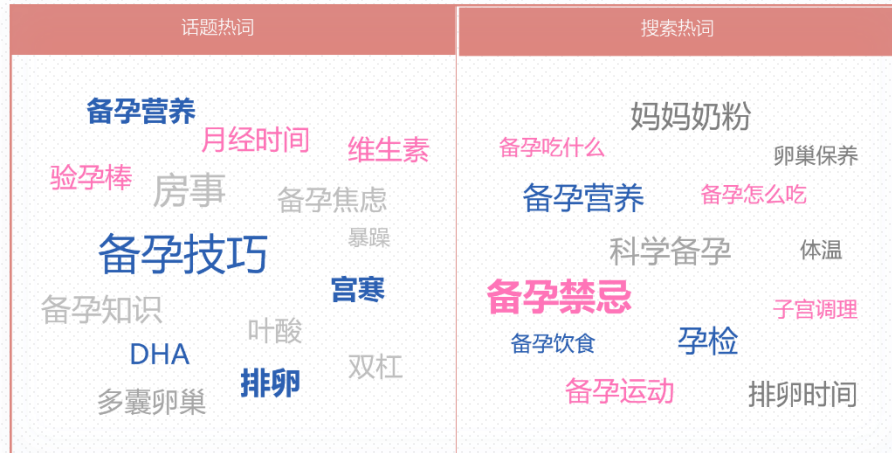 话题热词
备孕营养
月经时间
维生素
验孕棒
房事
备孕焦虑
备孕技巧
暴躁
宫寒
备孕知识
叶酸
DHA
双杠
排卵
多囊卵巢
搜索热词
妈妈奶粉
备孕吃什么
卵巢保养
备孕营养
备孕怎么吃
科学备孕
体温
备孕禁忌
子宫调理
备孕饮食
孕检
备孕运动
排卵时间